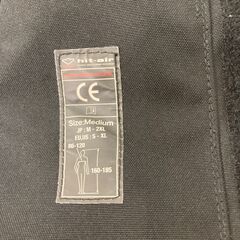 hit-air
CE
Size:Medium
JP : M - 2XL
EU,US : S - XL
80-120
160-185